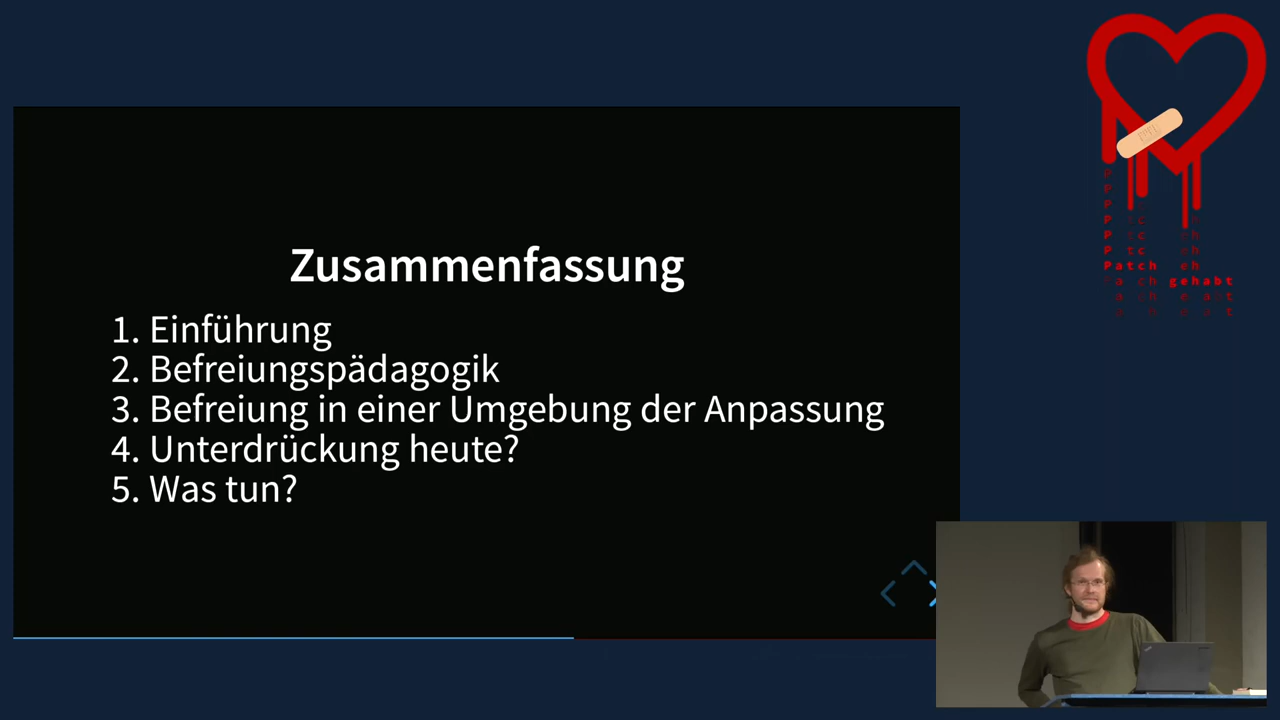 Zusammenfassung
1. Einführung
2. Befreiungspädagogik
3. Befreiung in einer Umgebung der Anpassung
4. Unterdrückung heute?
5. Was tun?
Patch
gehabt